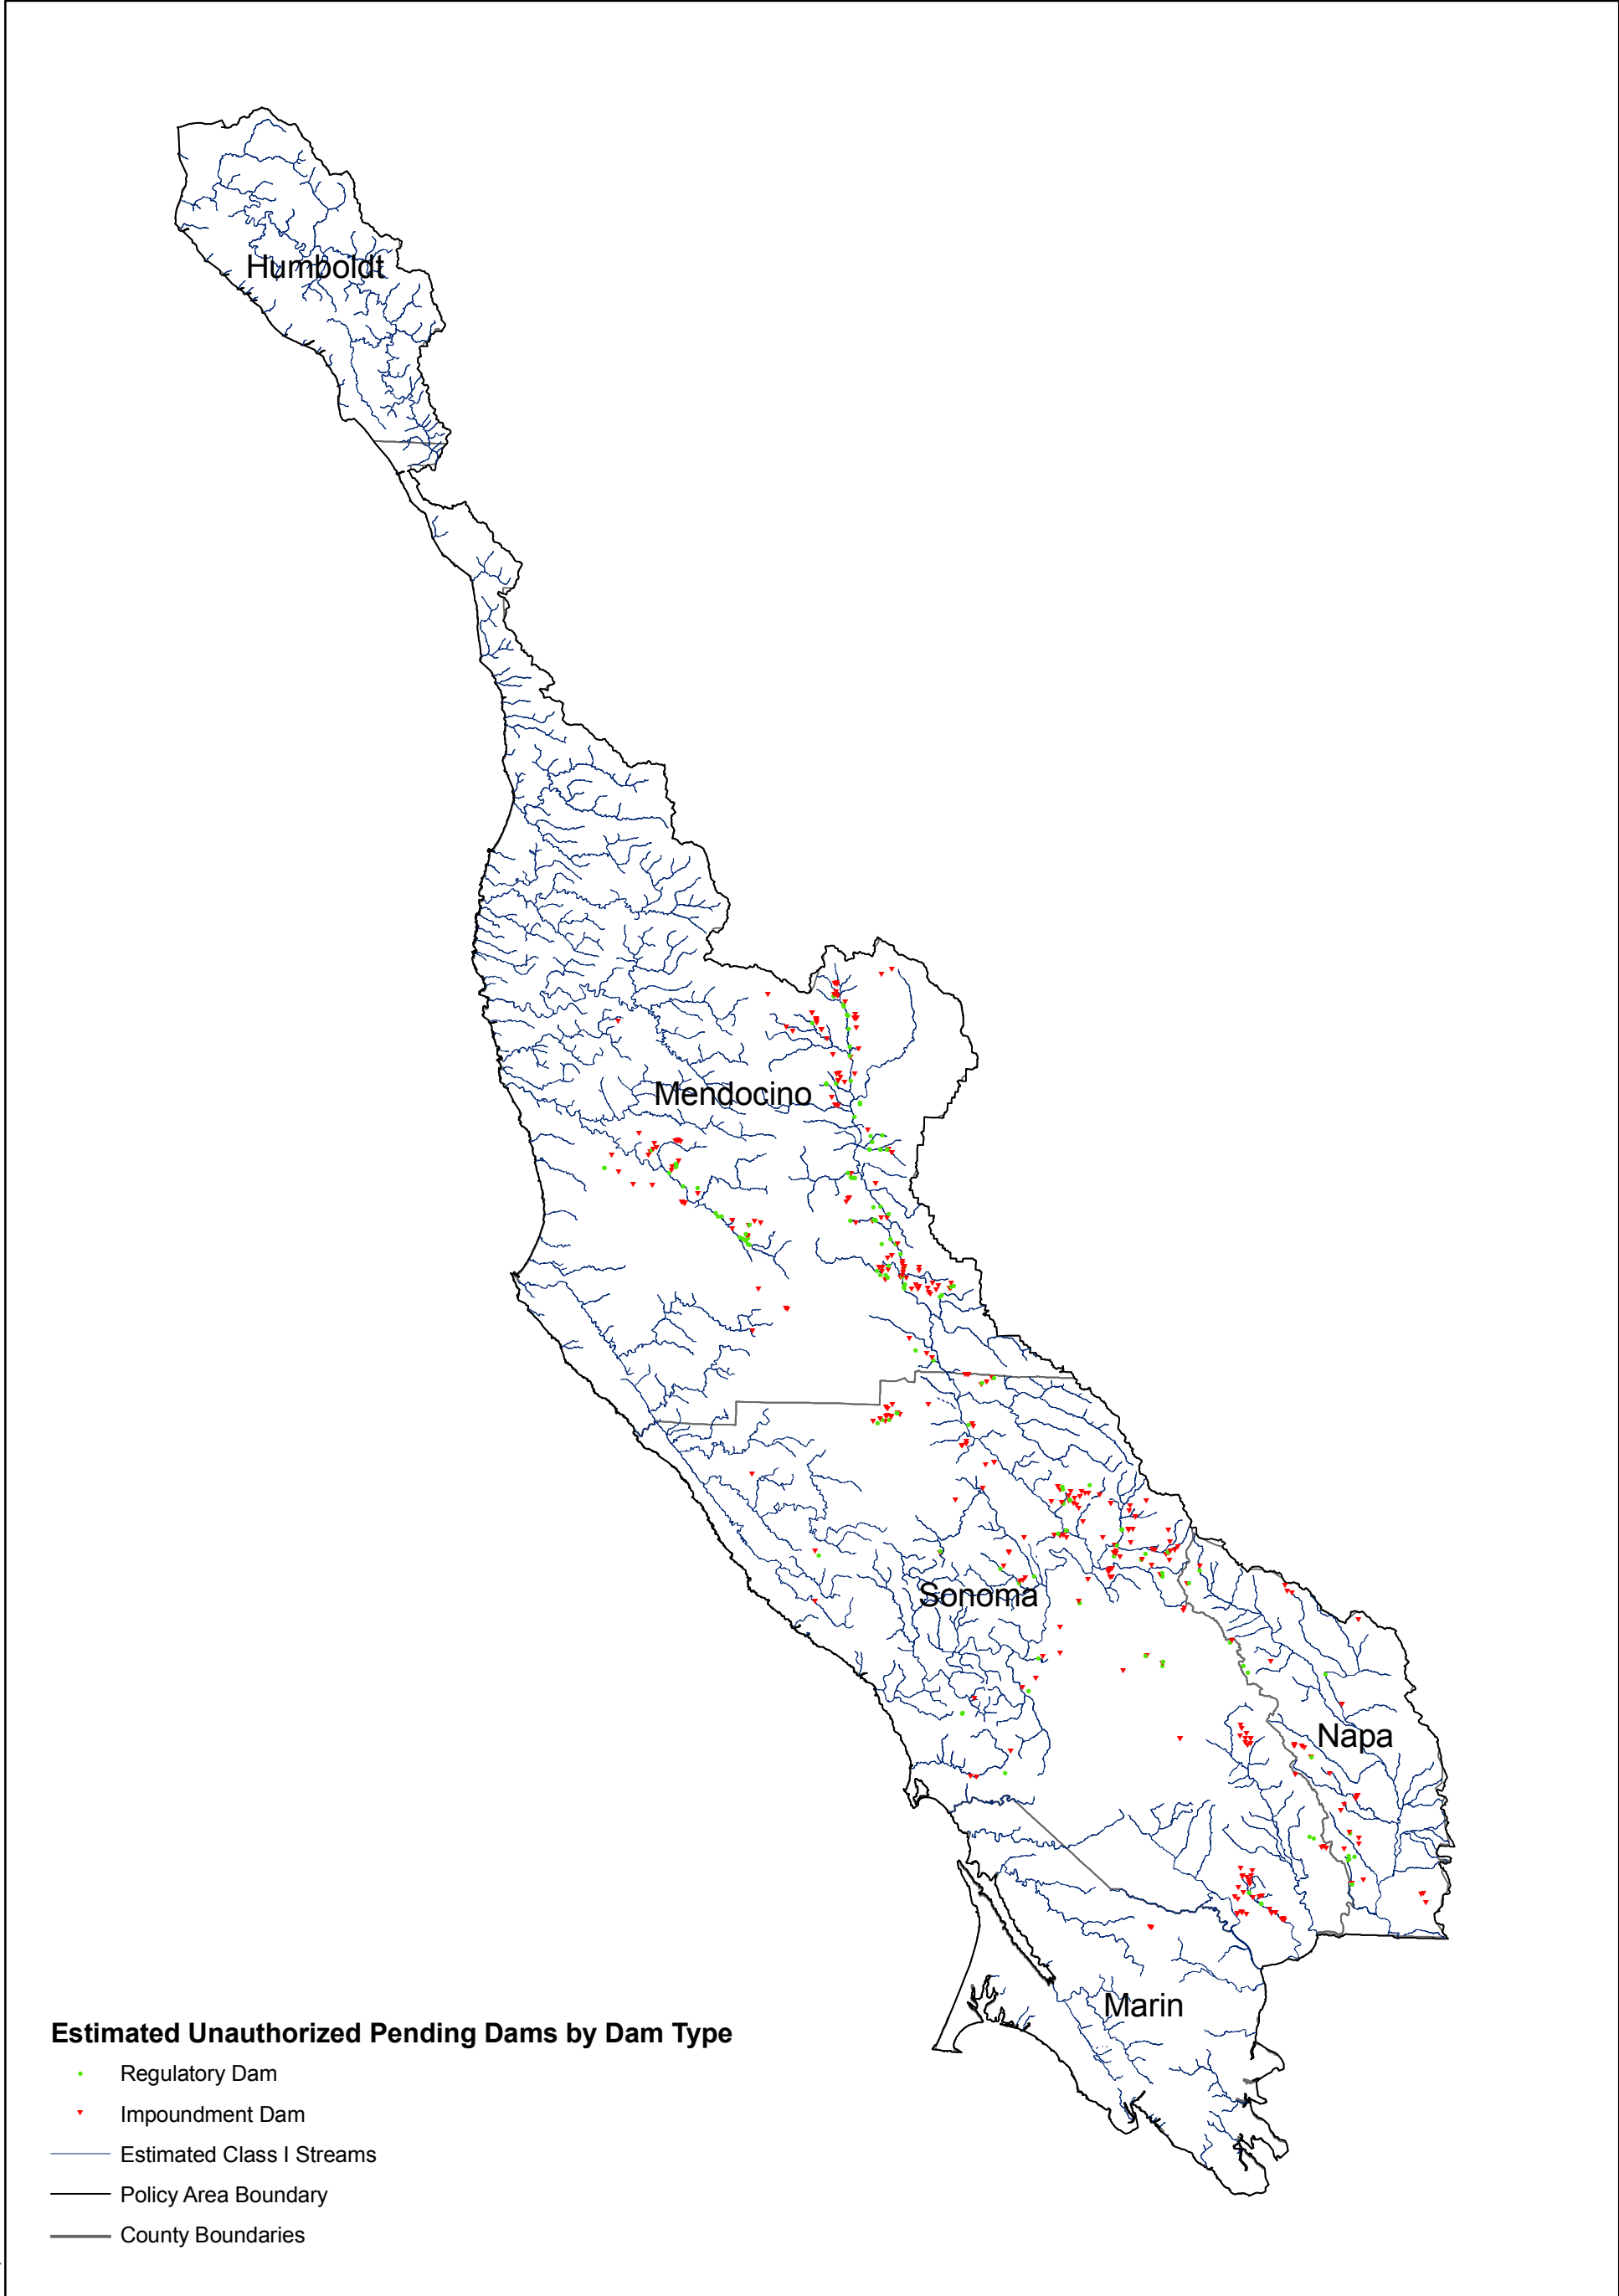 Humboldt
Mendocino
Sonoma
Napa
Marin
Estimated Unauthorized Pending Dams by Dam Type
Regulatory Dam
Impoundment Dam
Estimated Class I Streams
Policy Area Boundary
County Boundaries